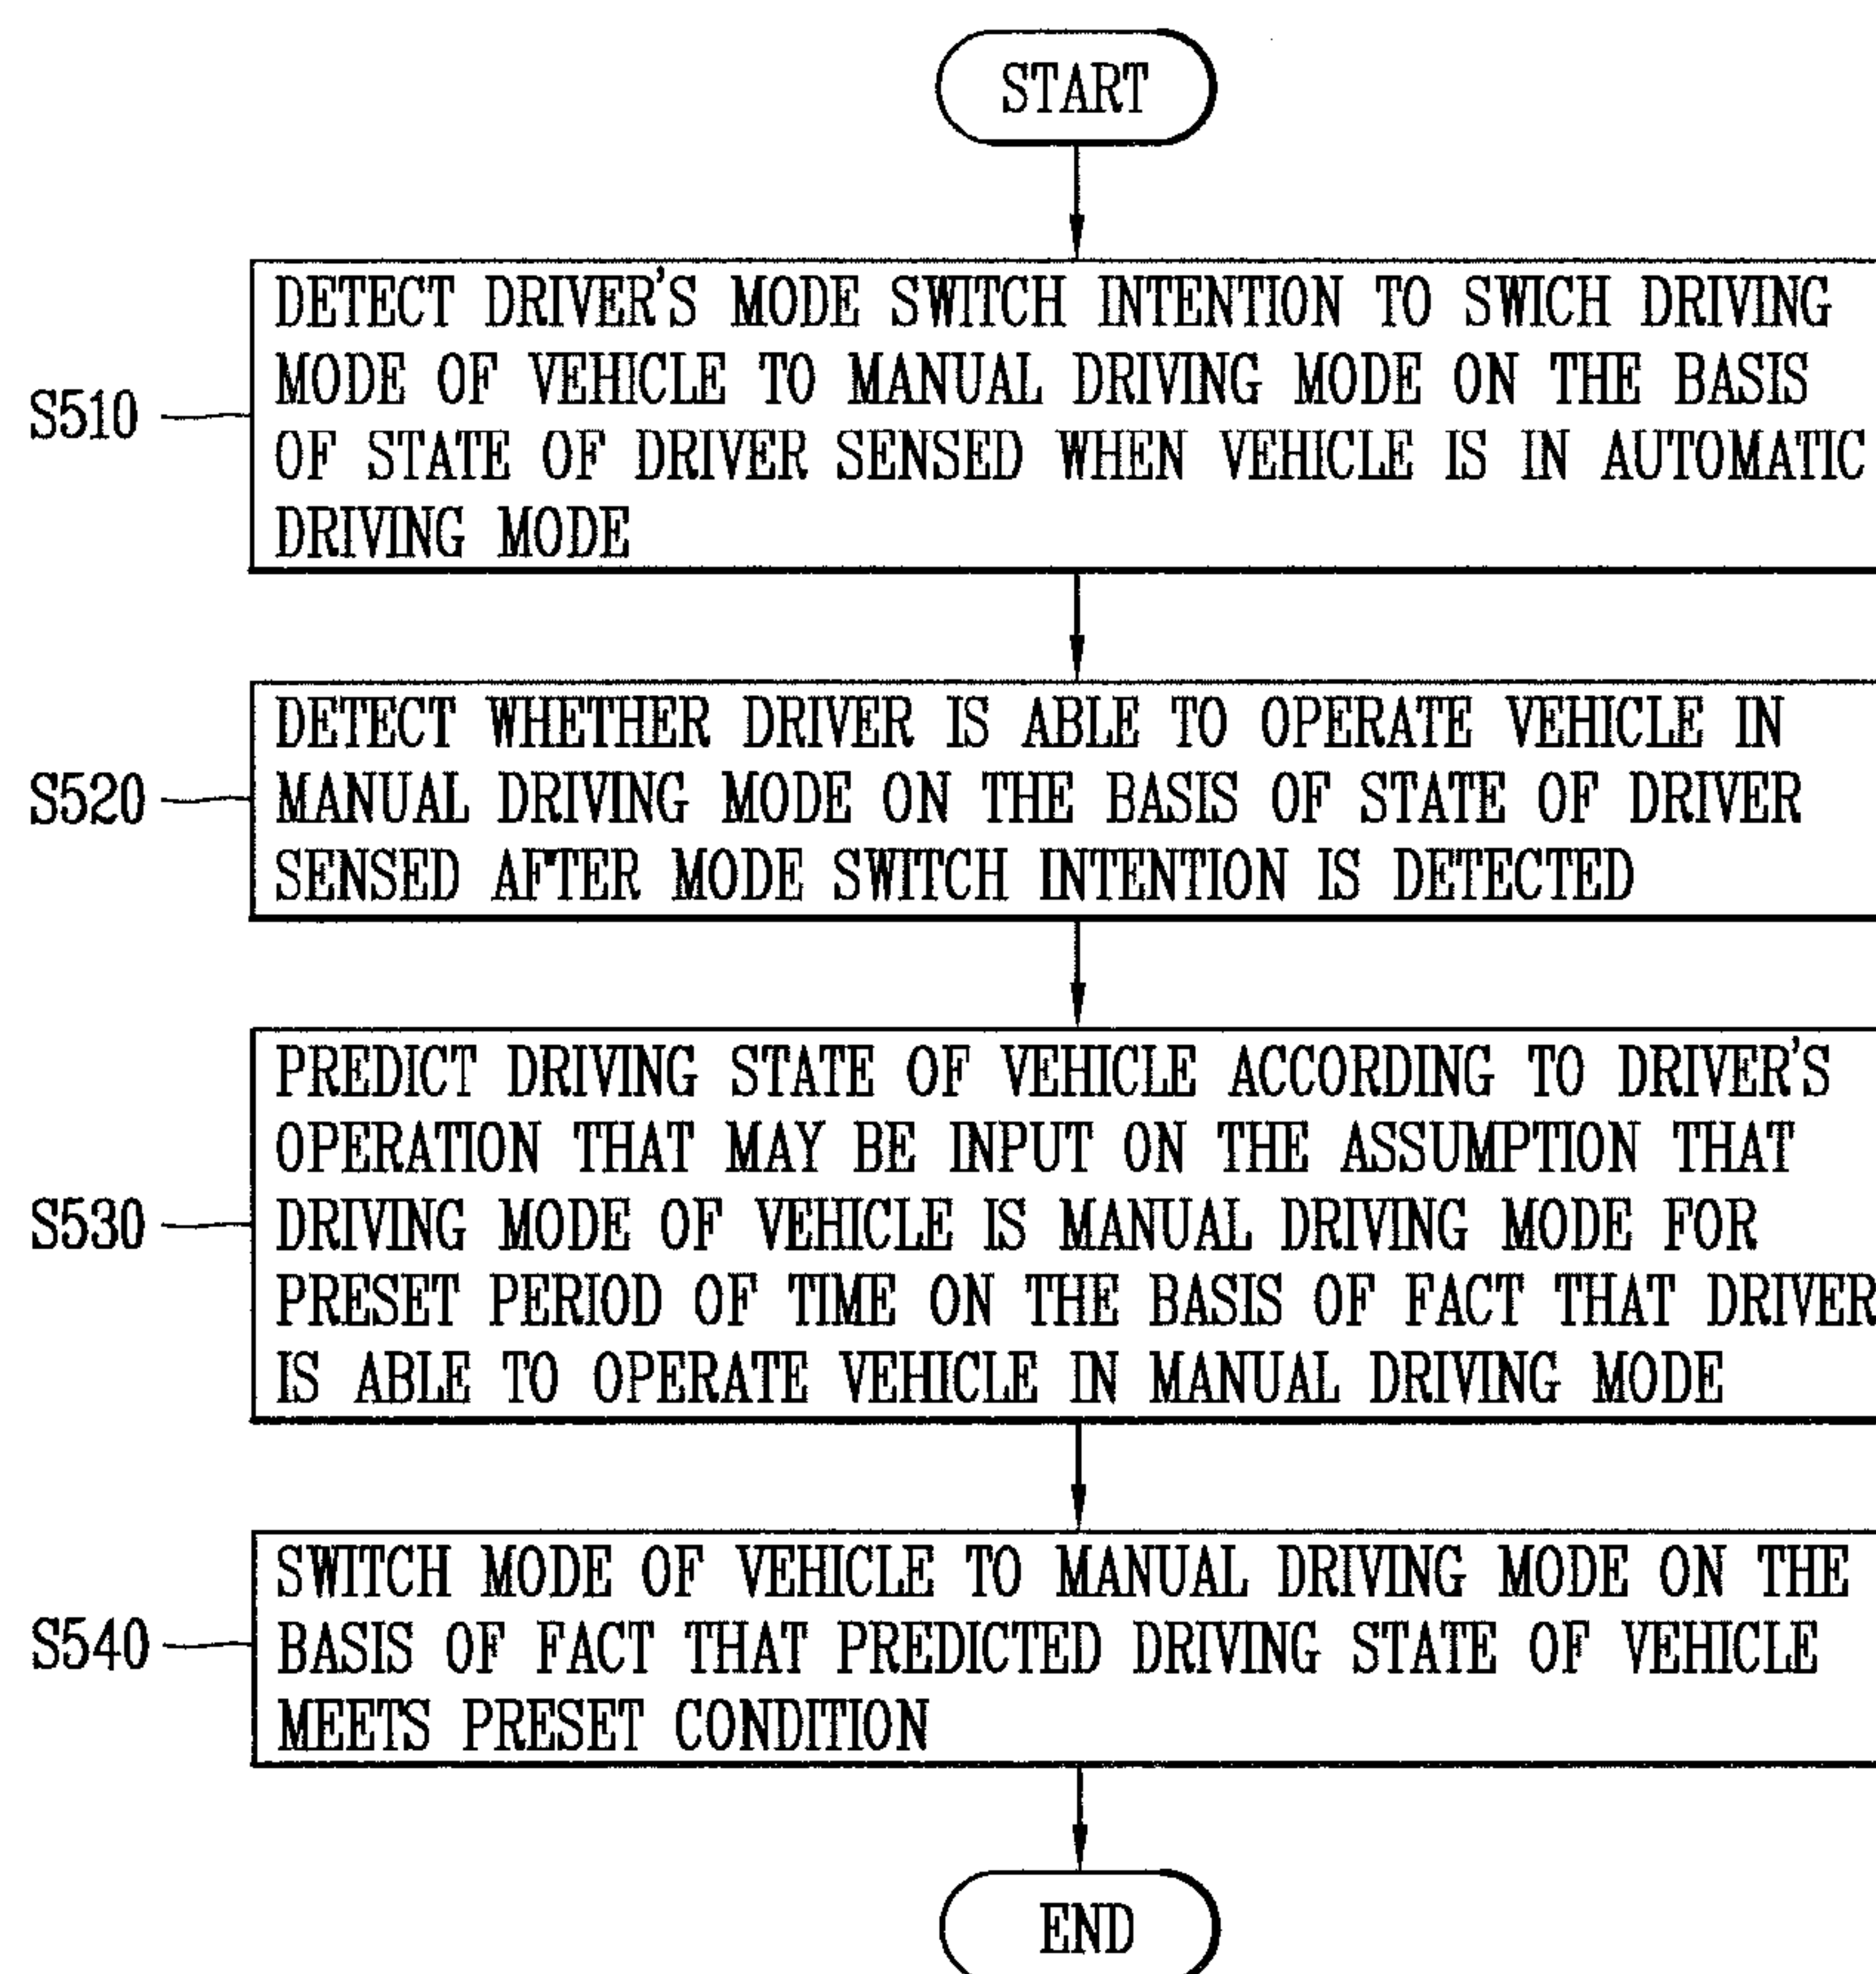 START
DETECT DRIVER'S MODE SWITCH INTENTION TO SWICH DRIVING
MODE OF VEHICLE TO MANUAL DRIVING MODE ON THE BASIS
S510
OF STATE OF DRIVER SENSED WHEN VEHICLE IS IN AUTOMATIC
DRIVING MODE
DETECT WHETHER DRIVER IS ABLE TO OPERATE VEHICLE IN
S520
MANUAL DRIVING MODE ON THE BASIS OF STATE OF DRIVER
SENSED AFTER MODE SWITCH INTENTION IS DETECTED
PREDICT DRIVING STATE OF VEHICLE ACCORDING TO DRIVER'S
OPERATION THAT MAY BE INPUT ON THE ASSUMPTION THAT
S530
DRIVING MODE OF VEHICLE IS MANUAL DRIVING MODE FOR
PRESET PERIOD OF TIME ON THE BASIS OF FACT THAT DRIVER
IS ABLE TO OPERATE VEHICLE IN MANUAL DRIVING MODE
SWITCH MODE OF VEHICLE TO MANUAL DRIVING MODE ON THE
S540
BASIS OF FACT THAT PREDICTED DRIVING STATE OF VEHICLE
MEETS PRESET CONDITION
END